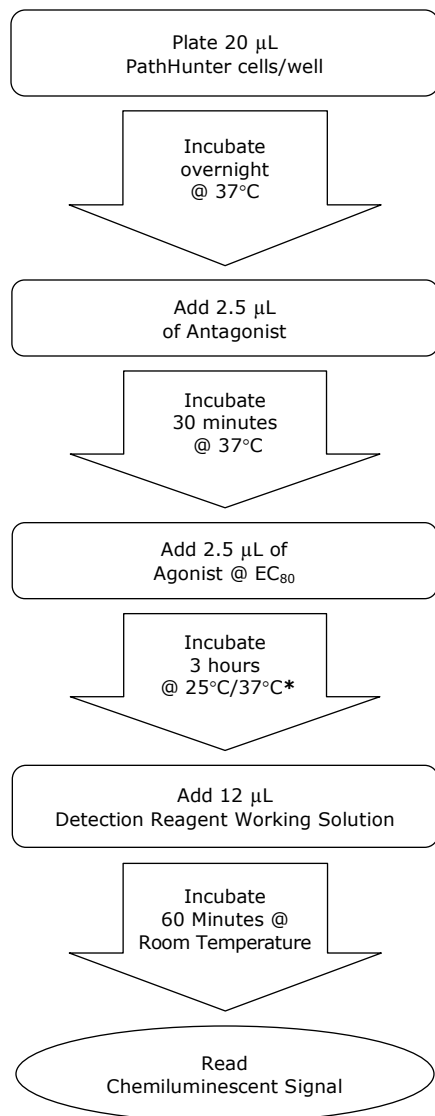 Plate 20 µL
PathHunter cells/well
Incubate
overnight
@ 37°C
Add 2.5 µL
of Antagonist
Incubate
30 minutes
@ 37°C
Add 2.5 µL of
Agonist @ EC₈₀
Incubate
3 hours
@ 25°C/37°C*
Add 12 µL
Detection Reagent Working Solution
Incubate
60 Minutes @
Room Temperature
Read
Chemiluminescent Signal